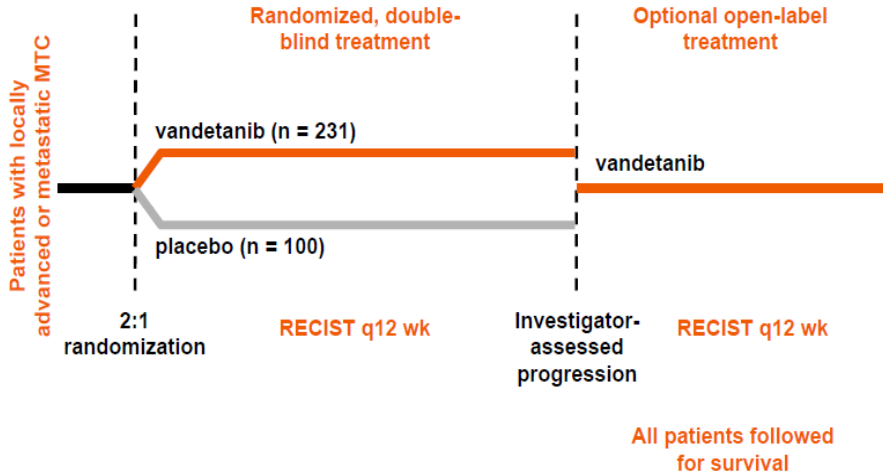 Patients with locally
advanced or metastatic MTC
Randomized, double-
blind treatment
Optional open-label
treatment
vandetanib (n = 231)
vandetanib
placebo (n = 100)
2:1
randomization
RECIST q12 wk
Investigator-
assessed
progression
RECIST q12 wk
All patients followed
for survival